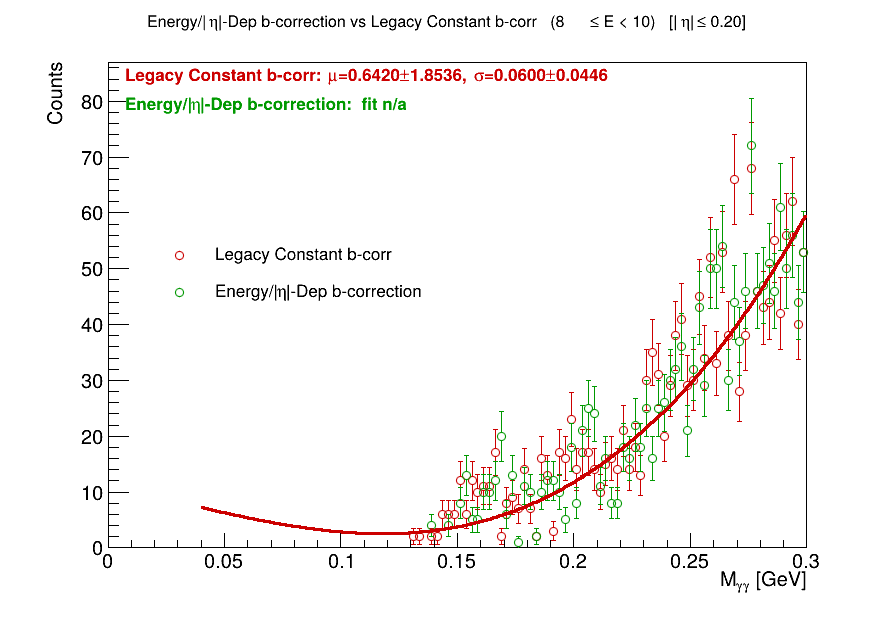 Energy/|η|-Dep b-correction vs Legacy Constant b-corr (8 ≤ E < 10) [|η| ≤ 0.20]
Legacy Constant b-corr: μ=0.6420±1.8536, σ=0.0600±0.0446
Energy/|η|-Dep b-correction: fit n/a
Counts
80
70
60
50
40
30
20
10
0
Legacy Constant b-corr
Energy/|η|-Dep b-correction
0 0.05 0.1 0.15 0.2 0.25 0.3
Mγγ [GeV]